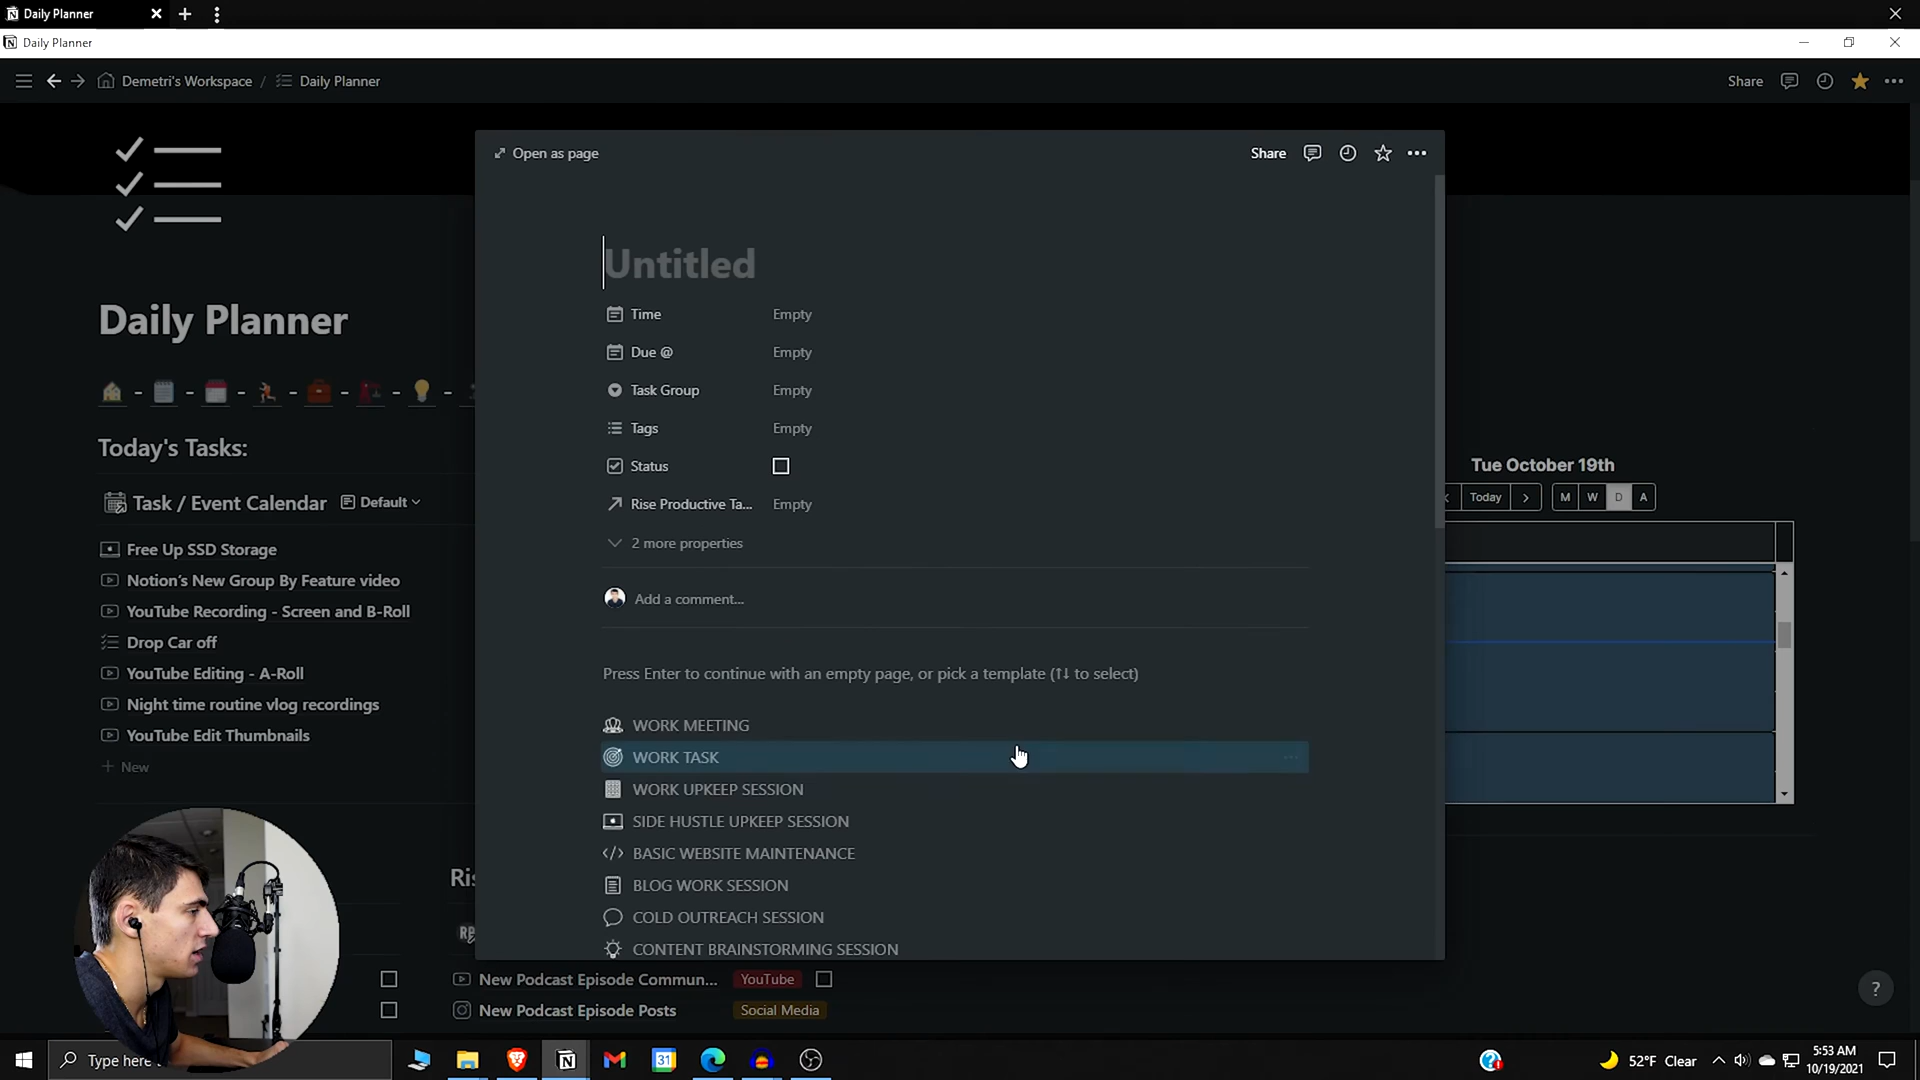 Daily Planner
Daily Planner
Demetri's Workspace / Daily Planner
Share
Open as page
Share
Untitled
Time Empty
Due @ Empty
Task Group Empty
Tags Empty
Status
Rise Productive Ta... Empty
2 more properties
Add a comment...
Press Enter to continue with an empty page, or pick a template (↑↓ to select)
WORK MEETING
WORK TASK
WORK UPKEEP SESSION
SIDE HUSTLE UPKEEP SESSION
BASIC WEBSITE MAINTENANCE
BLOG WORK SESSION
COLD OUTREACH SESSION
CONTENT BRAINSTORMING SESSION
Daily Planner
Today's Tasks:
Task / Event Calendar Default
Free Up SSD Storage
Notion's New Group By Feature video
YouTube Recording - Screen and B-Roll
Drop Car off
YouTube Editing - A-Roll
Night time routine vlog recordings
YouTube Edit Thumbnails
+ New
Tue October 19th
Today M W D A
Ris
New Podcast Episode Commun... YouTube
New Podcast Episode Posts Social Media
?
Type here
31
52°F Clear
5:53 AM
10/19/2021